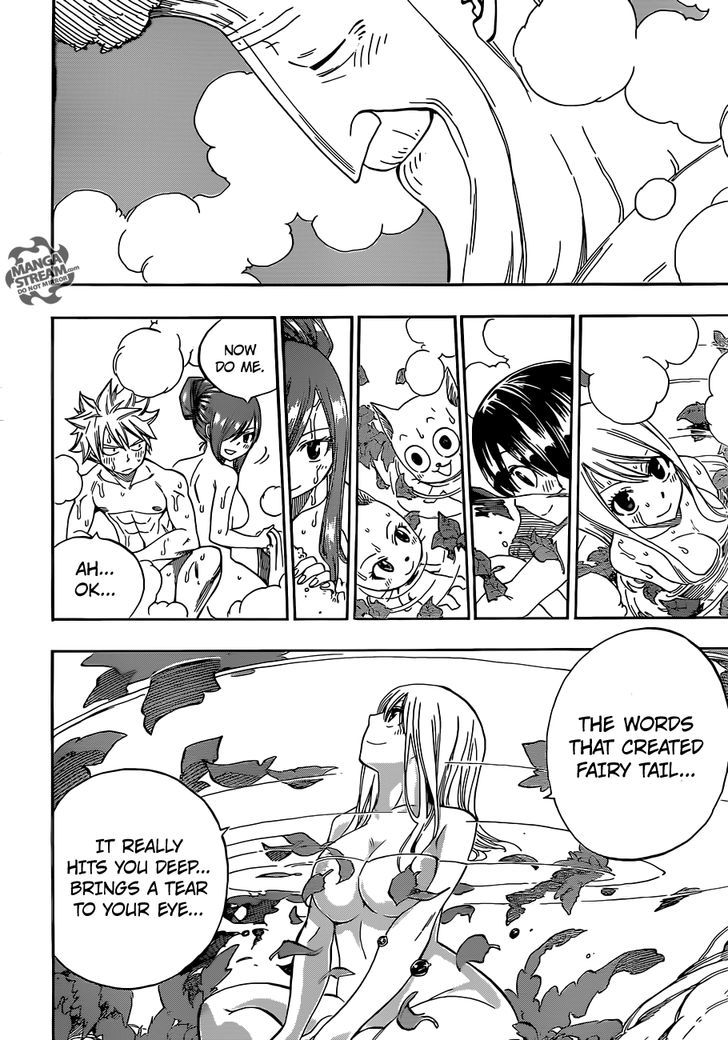 MANGA
STREAM.com
DO NOT MIRROR
NOW
DO ME.
AH...
OK...
THE WORDS
THAT CREATED
FAIRY TAIL...
IT REALLY
HITS YOU DEEP...
BRINGS A TEAR
TO YOUR EYE...